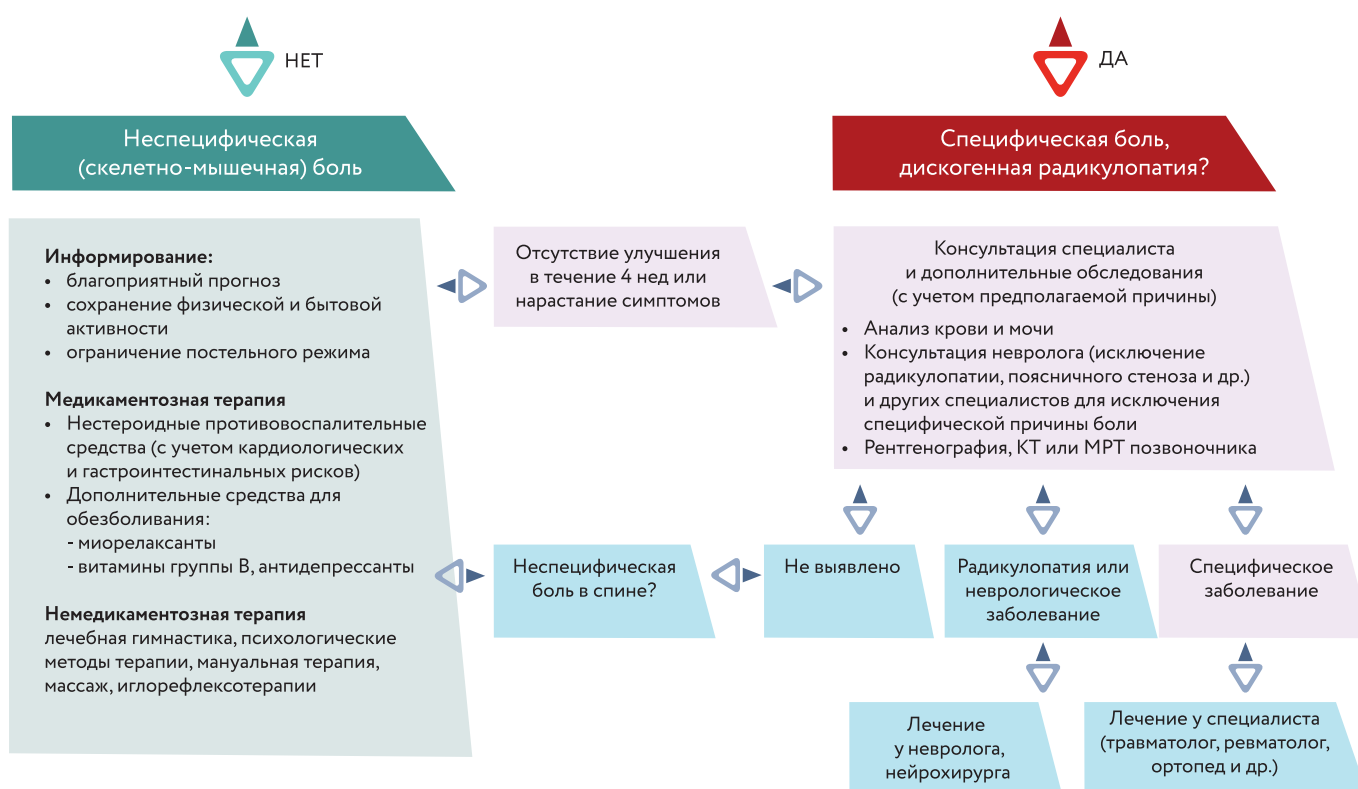 НЕТ
ДА
Неспецифическая
(скелетно-мышечная) боль
Специфическая боль,
дискогенная радикулопатия?
Информирование:
• благоприятный прогноз
• сохранение физической и бытовой
активности
• ограничение постельного режима
Медикаментозная терапия
• Нестероидные противовоспалительные
средства (с учетом кардиологических
и гастроинтестинальных рисков)
• Дополнительные средства для
обезболивания:
- миорелаксанты
- витамины группы В, антидепрессанты
Немедикаментозная терапия
лечебная гимнастика, психологические
методы терапии, мануальная терапия,
массаж, иглорефлексотерапии
Отсутствие улучшения
в течение 4 нед или
нарастание симптомов
Консультация специалиста
и дополнительные обследования
(с учетом предполагаемой причины)
• Анализ крови и мочи
• Консультация невролога (исключение
радикулопатии, поясничного стеноза и др.)
и других специалистов для исключения
специфической причины боли
• Рентгенография, КТ или МРТ позвоночника
Неспецифическая
боль в спине?
Не выявлено
Радикулопатия или
неврологическое
заболевание
Специфическое
заболевание
Лечение
у невролога,
нейрохирурга
Лечение у специалиста
(травматолог, ревматолог,
ортопед и др.)